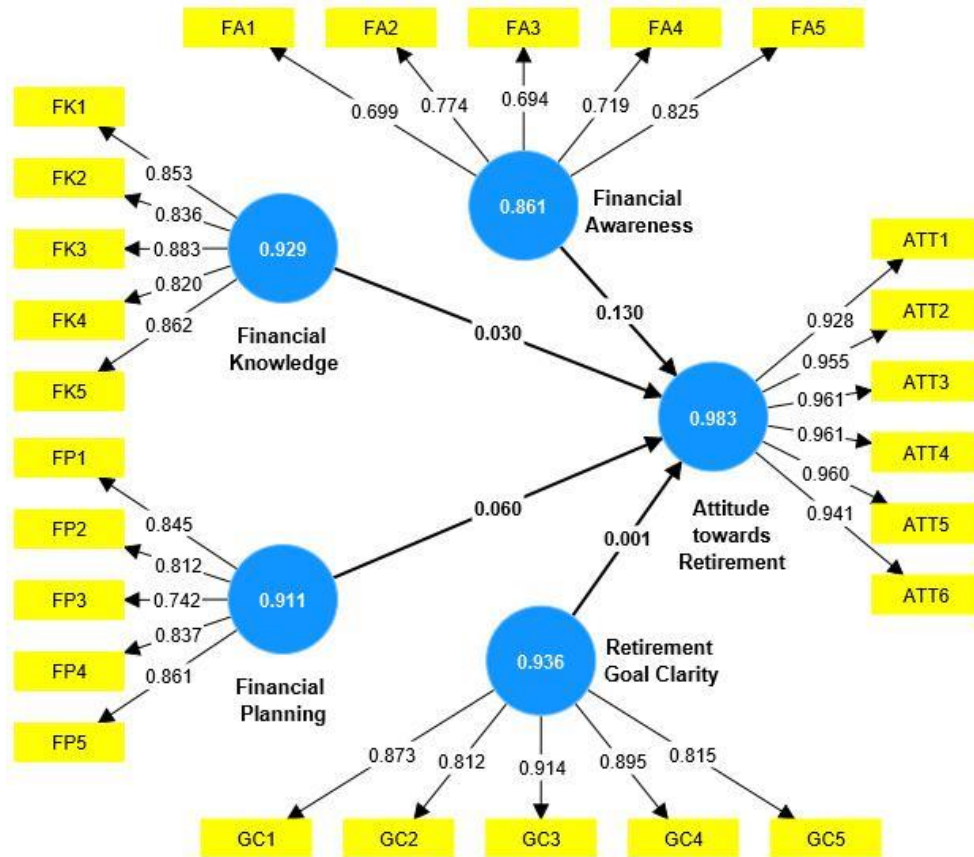 FA1
FA2
FA3
FA4
FA5
0.699
0.774
0.694
0.719
0.825
FK1
FK2
FK3
FK4
FK5
0.853
0.836
0.883
0.820
0.862
0.929
Financial
Knowledge
0.861
Financial
Awareness
0.130
0.030
ATT1
ATT2
ATT3
ATT4
ATT5
ATT6
0.928
0.955
0.961
0.961
0.960
0.941
0.983
Attitude
towards
Retirement
FP1
FP2
FP3
FP4
FP5
0.845
0.812
0.742
0.837
0.861
0.911
Financial
Planning
0.060
0.001
0.936
Retirement
Goal Clarity
0.873
0.812
0.914
0.895
0.815
GC1
GC2
GC3
GC4
GC5